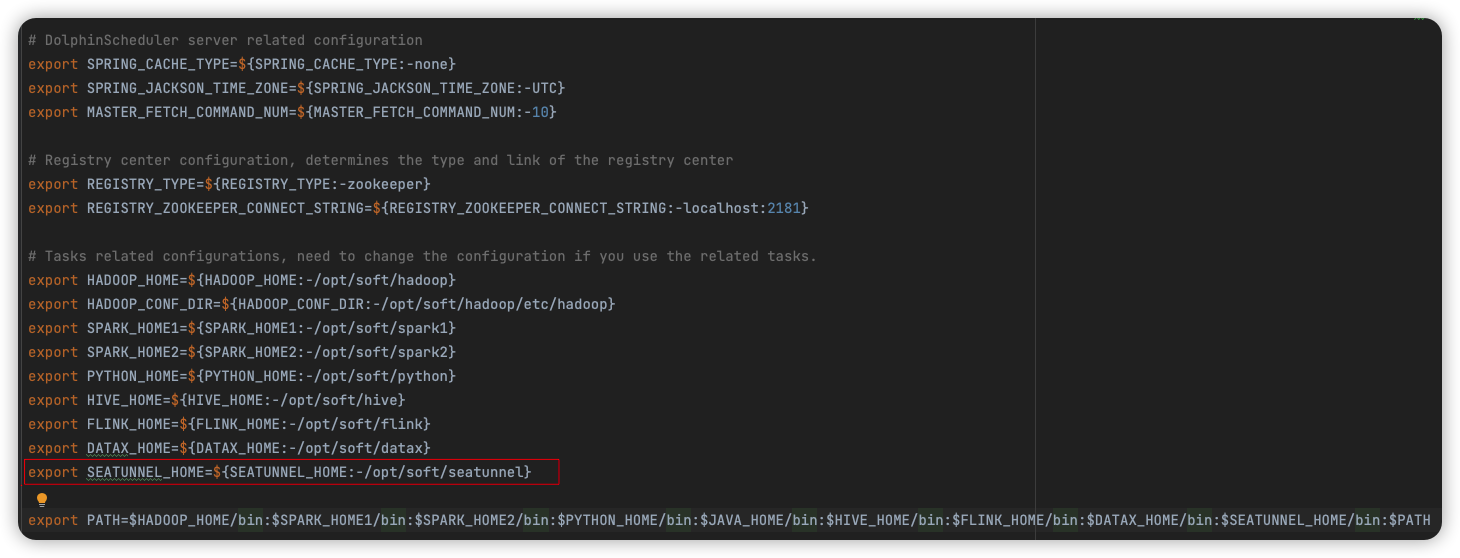 # DolphinScheduler server related configuration
export SPRING_CACHE_TYPE=${SPRING_CACHE_TYPE:-none}
export SPRING_JACKSON_TIME_ZONE=${SPRING_JACKSON_TIME_ZONE:-UTC}
export MASTER_FETCH_COMMAND_NUM=${MASTER_FETCH_COMMAND_NUM:-10}
# Registry center configuration, determines the type and link of the registry center
export REGISTRY_TYPE=${REGISTRY_TYPE:-zookeeper}
export REGISTRY_ZOOKEEPER_CONNECT_STRING=${REGISTRY_ZOOKEEPER_CONNECT_STRING:-localhost:2181}
# Tasks related configurations, need to change the configuration if you use the related tasks.
export HADOOP_HOME=${HADOOP_HOME:-/opt/soft/hadoop}
export HADOOP_CONF_DIR=${HADOOP_CONF_DIR:-/opt/soft/hadoop/etc/hadoop}
export SPARK_HOME1=${SPARK_HOME1:-/opt/soft/spark1}
export SPARK_HOME2=${SPARK_HOME2:-/opt/soft/spark2}
export PYTHON_HOME=${PYTHON_HOME:-/opt/soft/python}
export HIVE_HOME=${HIVE_HOME:-/opt/soft/hive}
export FLINK_HOME=${FLINK_HOME:-/opt/soft/flink}
export DATAX_HOME=${DATAX_HOME:-/opt/soft/datax}
export SEATUNNEL_HOME=${SEATUNNEL_HOME:-/opt/soft/seatunnel}
export PATH=$HADOOP_HOME/bin:$SPARK_HOME1/bin:$SPARK_HOME2/bin:$PYTHON_HOME/bin:$JAVA_HOME/bin:$HIVE_HOME/bin:$FLINK_HOME/bin:$DATAX_HOME/bin:$SEATUNNEL_HOME/bin:$PATH